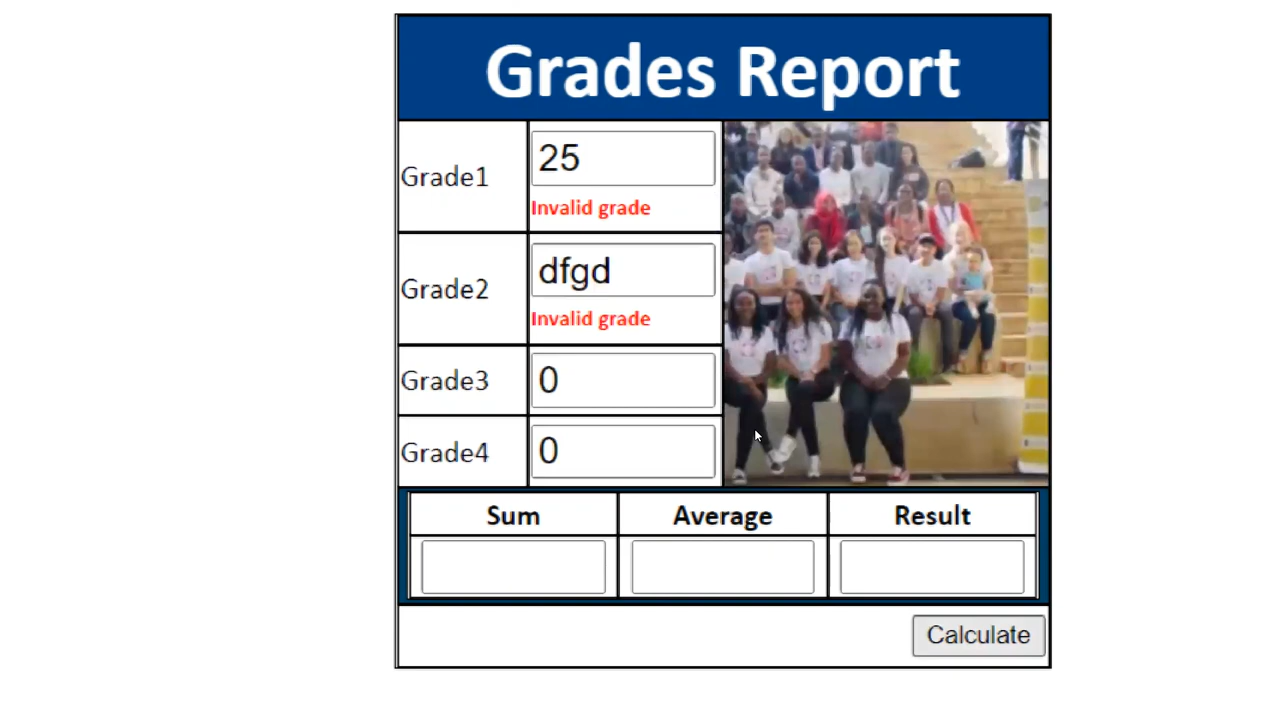 Grades Report
Grade1
25
Invalid grade
Grade2
dfgd
Invalid grade
Grade3
0
Grade4
0
Sum Average Result
Calculate